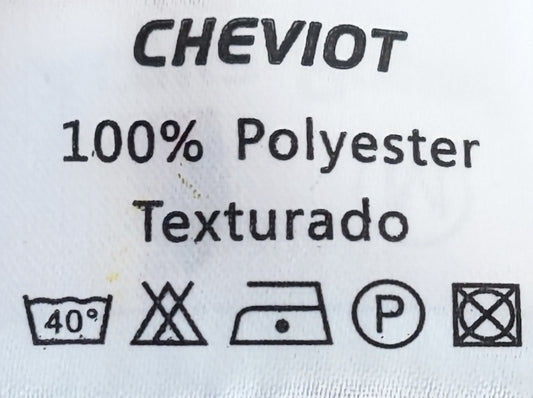 CHEVIOT
100% Polyester
Texturado
40° P